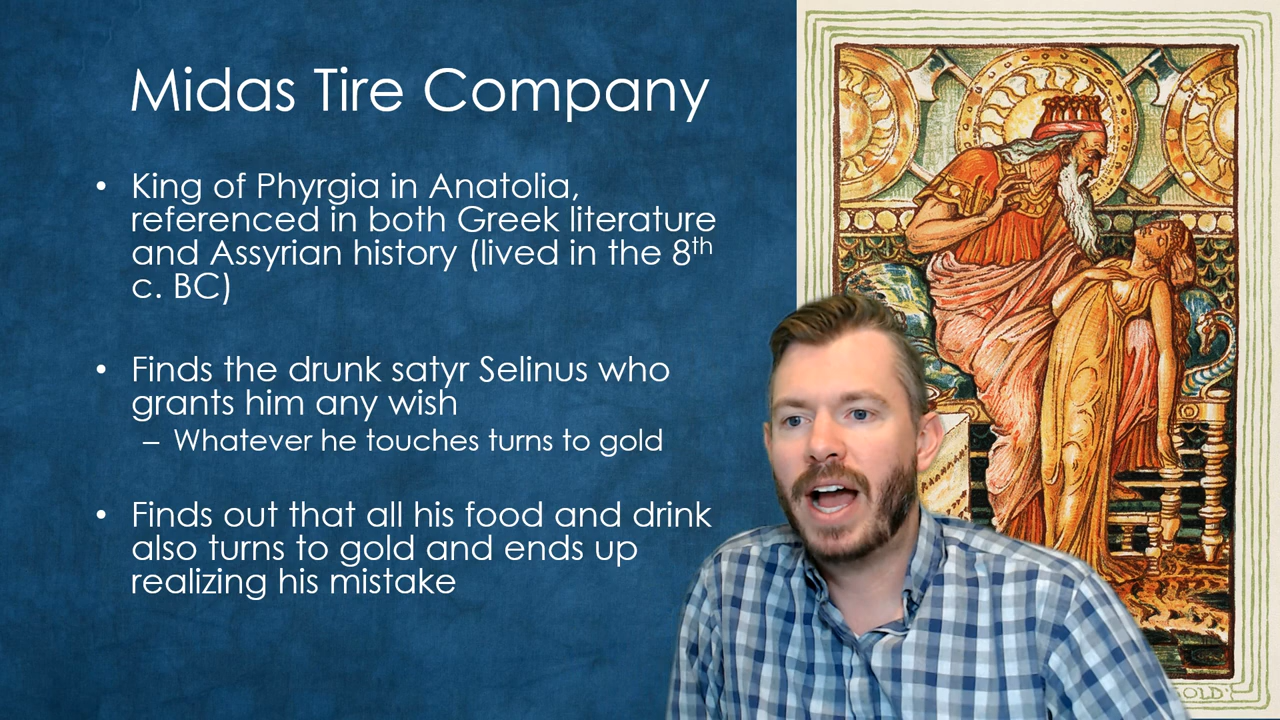 Midas Tire Company
• King of Phyrgia in Anatolia,
referenced in both Greek literature
and Assyrian history (lived in the 8th
c. BC)
• Finds the drunk satyr Selinus who
grants him any wish
– Whatever he touches turns to gold
• Finds out that all his food and drink
also turns to gold and ends up
realizing his mistake
GOLD